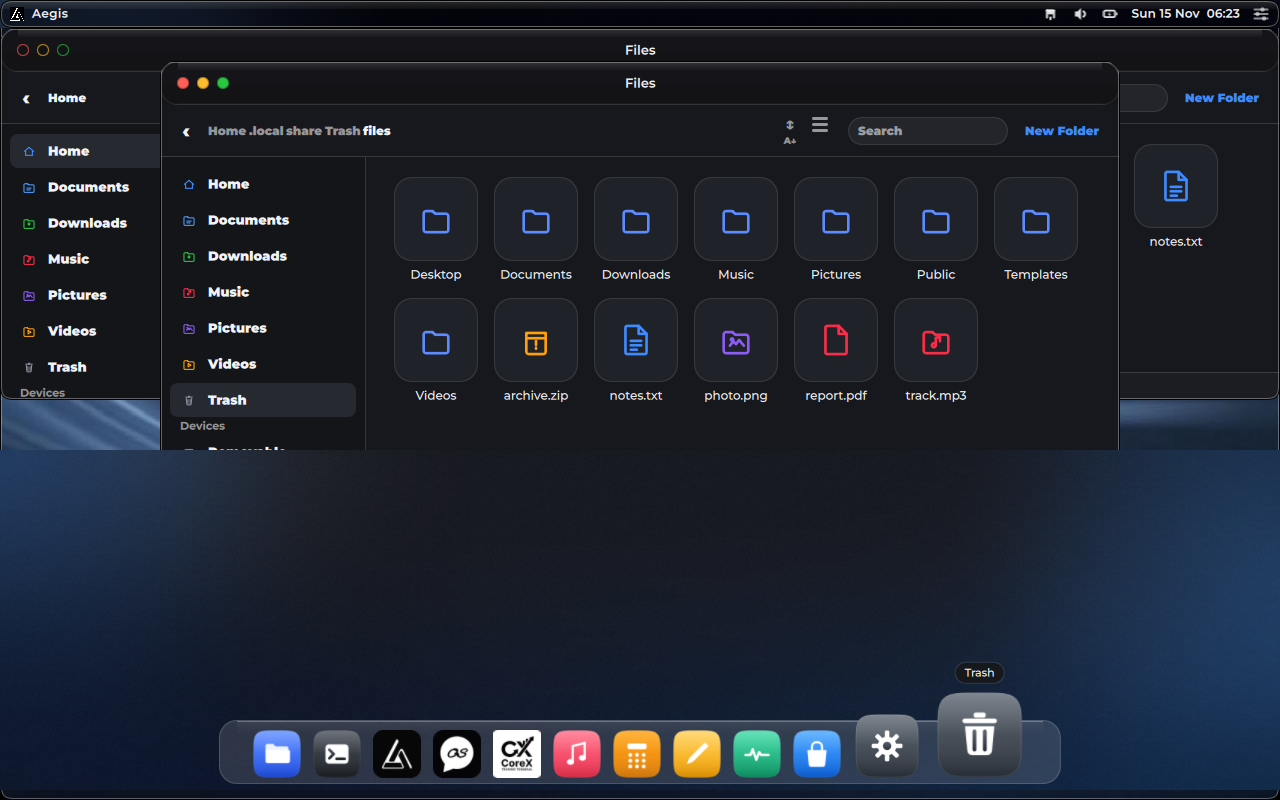 Aegis
Sun 15 Nov 06:23
Files
Home
New Folder
Home
Documents
Downloads
Music
Pictures
Videos
Trash
Devices
notes.txt
Files
Home .local share Trash files
A
Search
New Folder
Home
Documents
Downloads
Music
Pictures
Videos
Trash
Devices
Desktop
Documents
Downloads
Music
Pictures
Public
Templates
Videos
archive.zip
notes.txt
photo.png
report.pdf
track.mp3
Trash
as
CX
CoreX